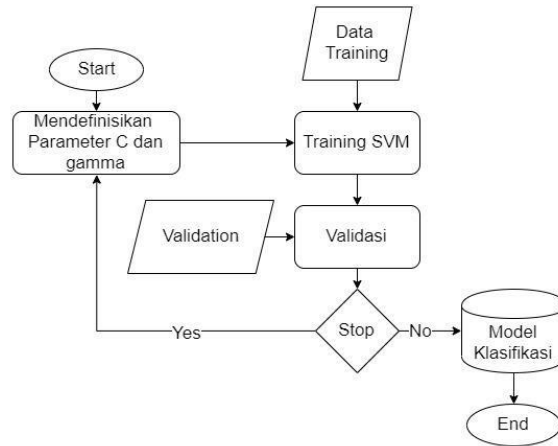 Data
Training
Start
Mendefinisikan
Parameter C dan
gamma
Training SVM
Validation
Validasi
Stop
Yes
No
Model
Klasifikasi
End